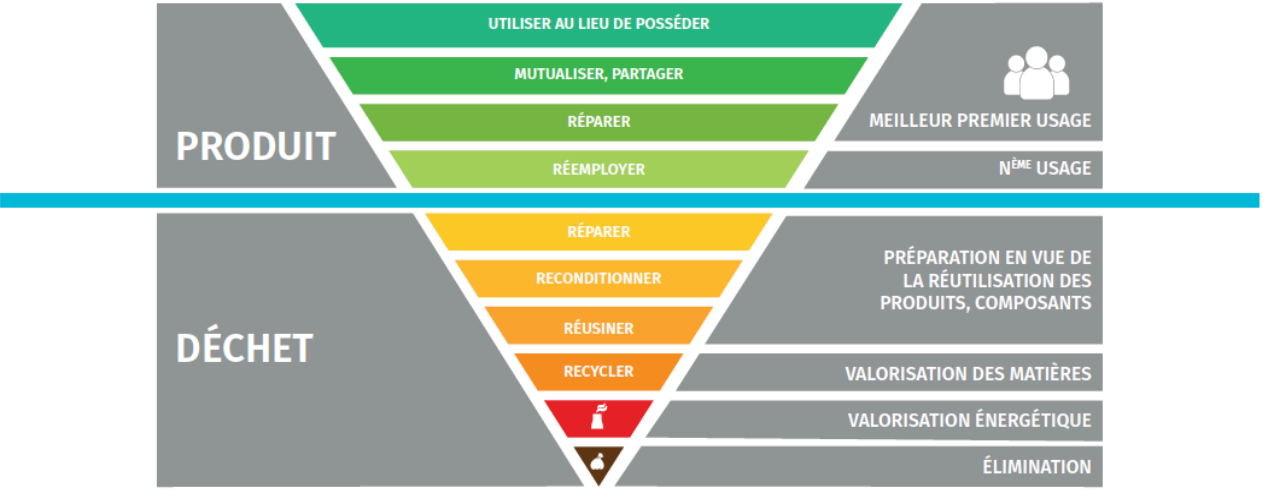 UTILISER AU LIEU DE POSSÉDER
MUTUALISER, PARTAGER
RÉPARER
RÉEMPLOYER
PRODUIT
MEILLEUR PREMIER USAGE
NÈME USAGE
RÉPARER
RECONDITIONNER
RÉUSINER
RECYCLER
DÉCHET
PRÉPARATION EN VUE DE
LA RÉUTILISATION DES
PRODUITS, COMPOSANTS
VALORISATION DES MATIÈRES
VALORISATION ÉNERGÉTIQUE
ÉLIMINATION